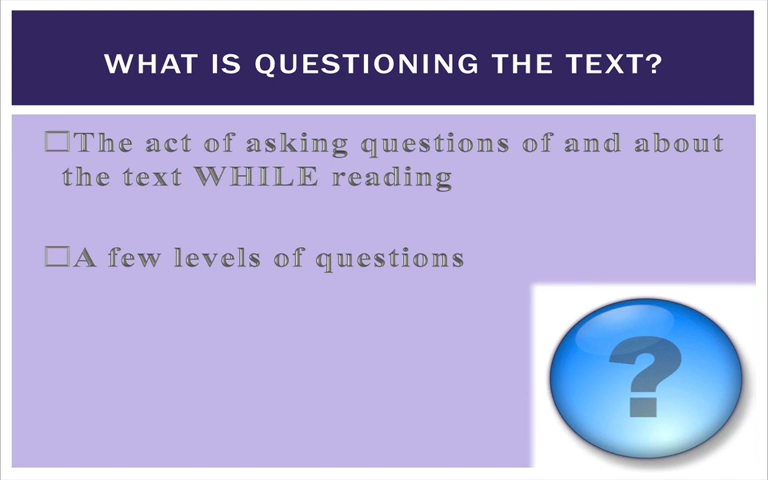 WHAT IS QUESTIONING THE TEXT?
☐The act of asking questions of and about
the text WHILE reading
☐A few levels of questions
?